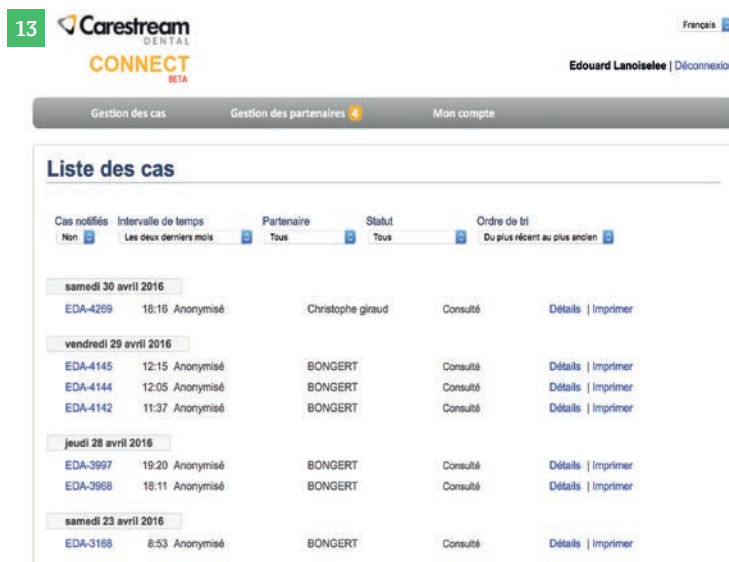 13
Carestream
DENTAL
CONNECT
BETA
Français
Edouard Lanoiselee | Déconnexion
Gestion des cas Gestion des partenaires 4 Mon compte
Liste des cas
Cas notifiés Intervalle de temps Partenaire Statut Ordre de tri
Non Les deux derniers mois Tous Tous Du plus récent au plus ancien
samedi 30 avril 2016
EDA-4269 18:16 Anonymisé Christophe giraud Consulté Détails | Imprimer
vendredi 29 avril 2016
EDA-4145 12:15 Anonymisé BONGERT Consulté Détails | Imprimer
EDA-4144 12:05 Anonymisé BONGERT Consulté Détails | Imprimer
EDA-4142 11:37 Anonymisé BONGERT Consulté Détails | Imprimer
jeudi 28 avril 2016
EDA-3997 19:20 Anonymisé BONGERT Consulté Détails | Imprimer
EDA-3968 18:11 Anonymisé BONGERT Consulté Détails | Imprimer
samedi 23 avril 2016
EDA-3168 8:53 Anonymisé BONGERT Consulté Détails | Imprimer